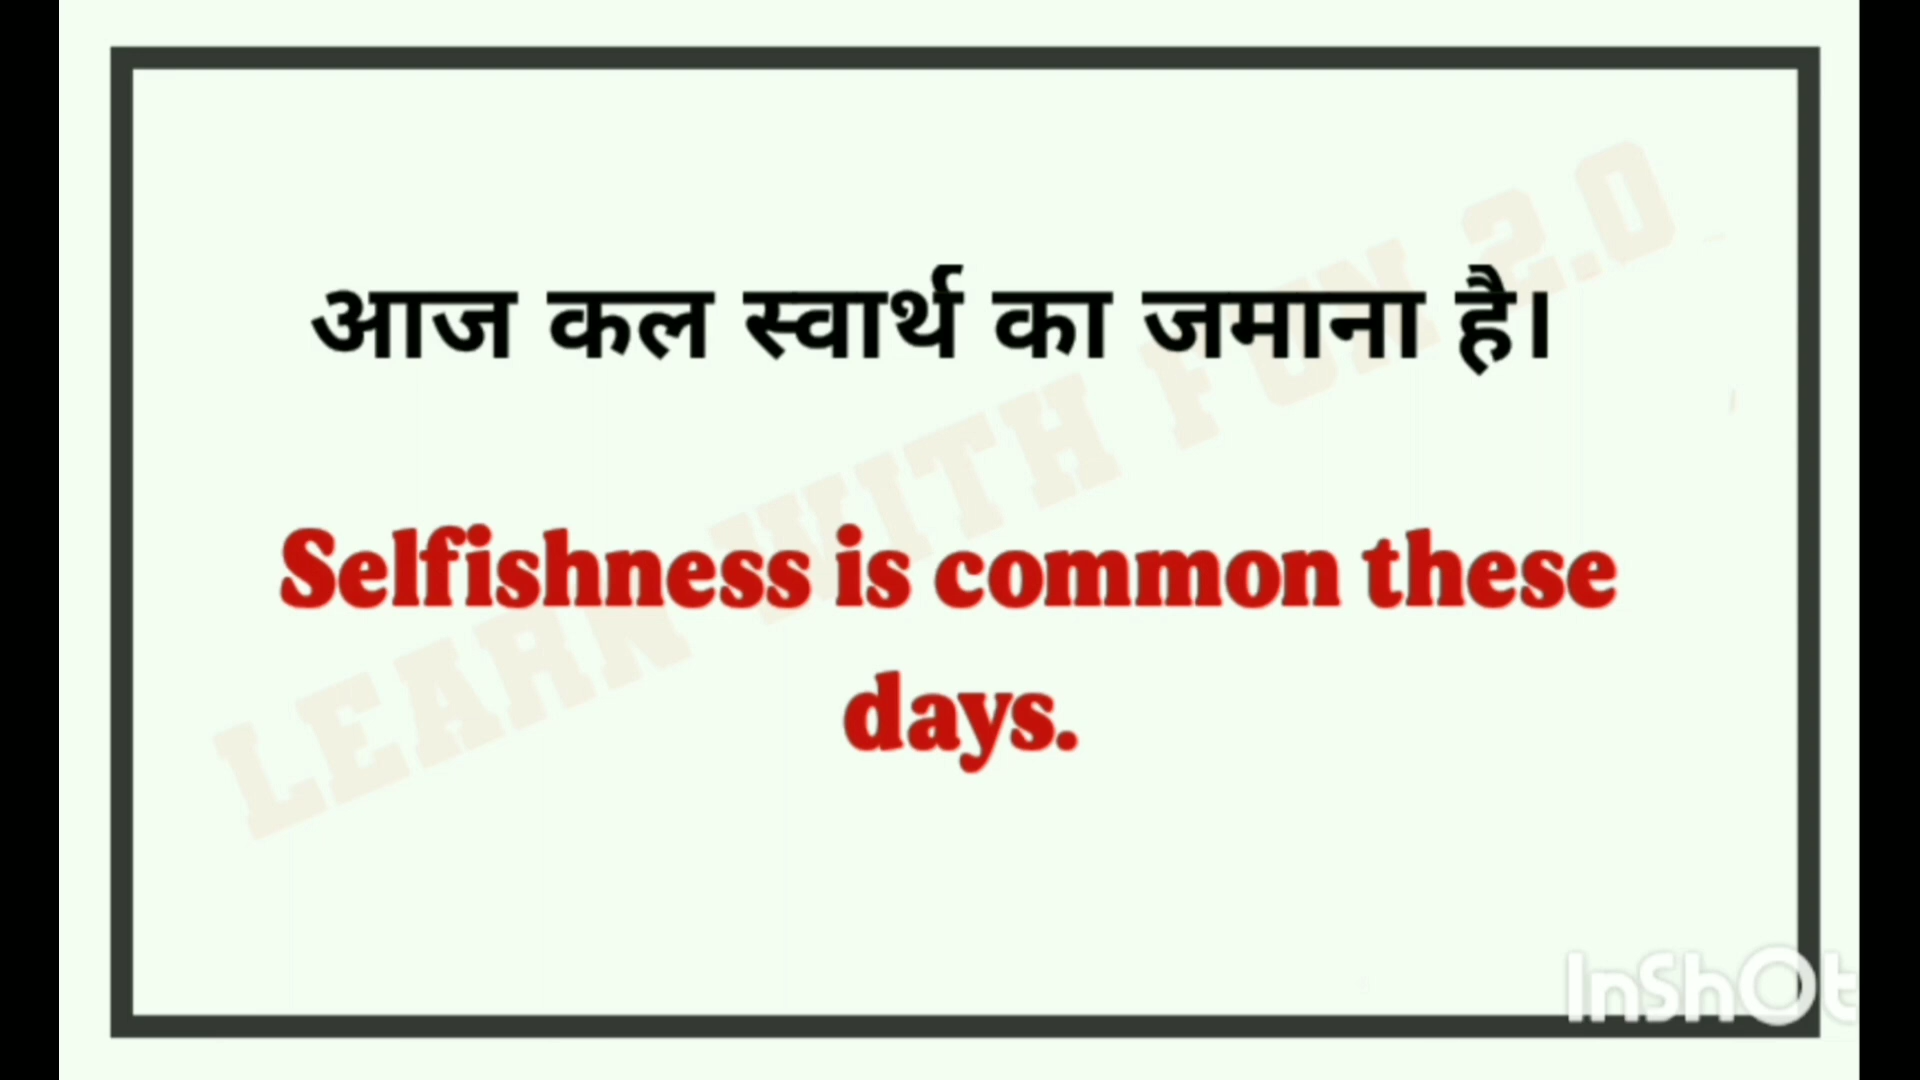 आज कल स्वार्थ का जमाना है।
Selfishness is common these
days.
LEARN WITH FUN 2.0
InShOt